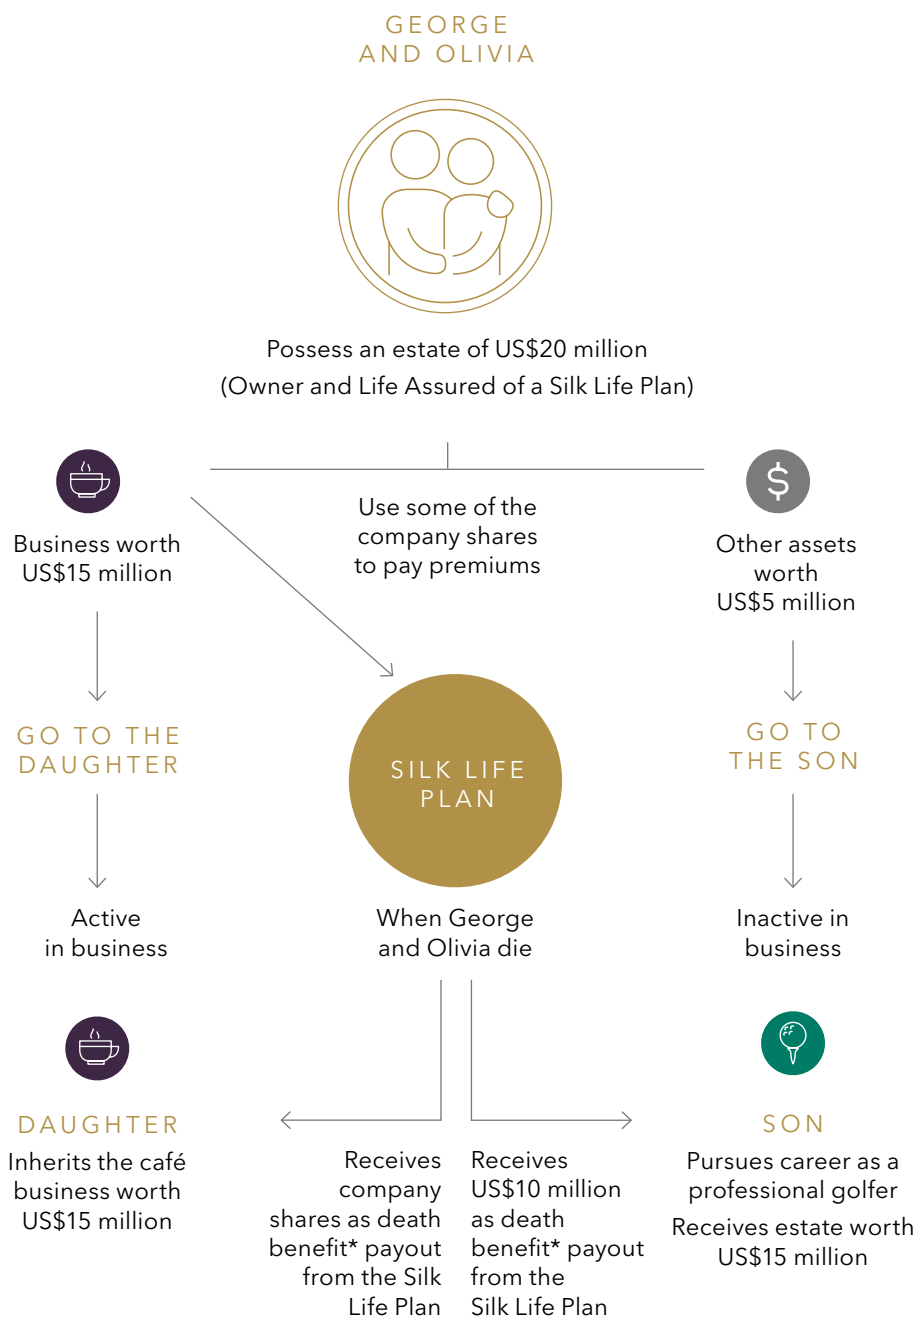 GEORGE
AND OLIVIA
Possess an estate of US$20 million
(Owner and Life Assured of a Silk Life Plan)
Business worth
US$15 million
Use some of the
company shares
to pay premiums
$
Other assets
worth
US$5 million
GO TO THE
DAUGHTER
SILK LIFE
PLAN
GO TO
THE SON
Active
in business
When George
and Olivia die
Inactive in
business
DAUGHTER
Inherits the café
business worth
US$15 million
Receives
company
shares as death
benefit* payout
from the Silk
Life Plan
Receives
US$10 million
as death
benefit* payout
from the
Silk Life Plan
SON
Pursues career as a
professional golfer
Receives estate worth
US$15 million